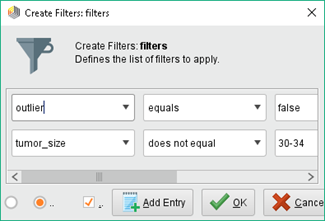 Create Filters: filters
Create Filters: filters
Defines the list of filters to apply.
outlier equals false
tumor_size does not equal 30-34
.. .. Add Entry OK Cance